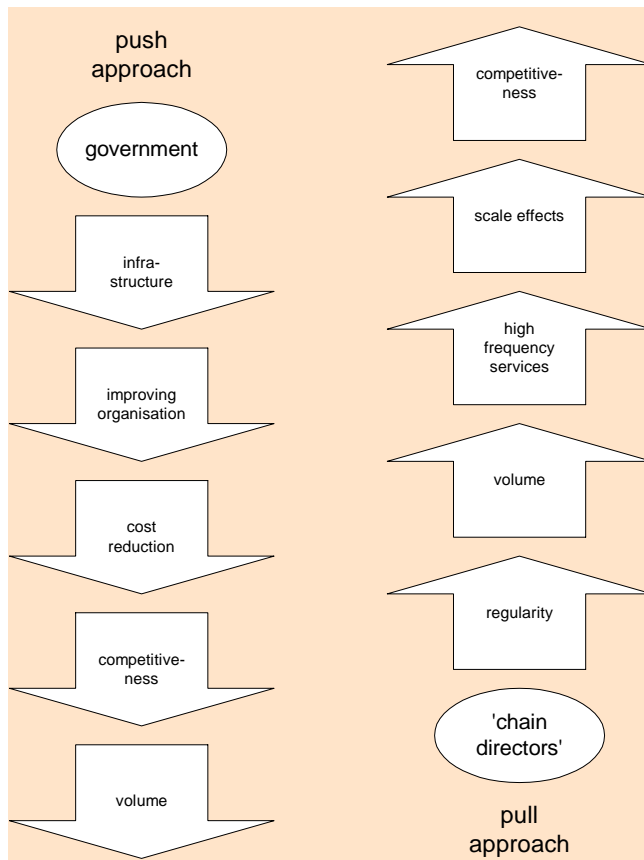 push
approach
government
infra-
structure
improving
organisation
cost
reduction
competitive-
ness
volume
competitive-
ness
scale effects
high
frequency
services
volume
regularity
'chain
directors'
pull
approach